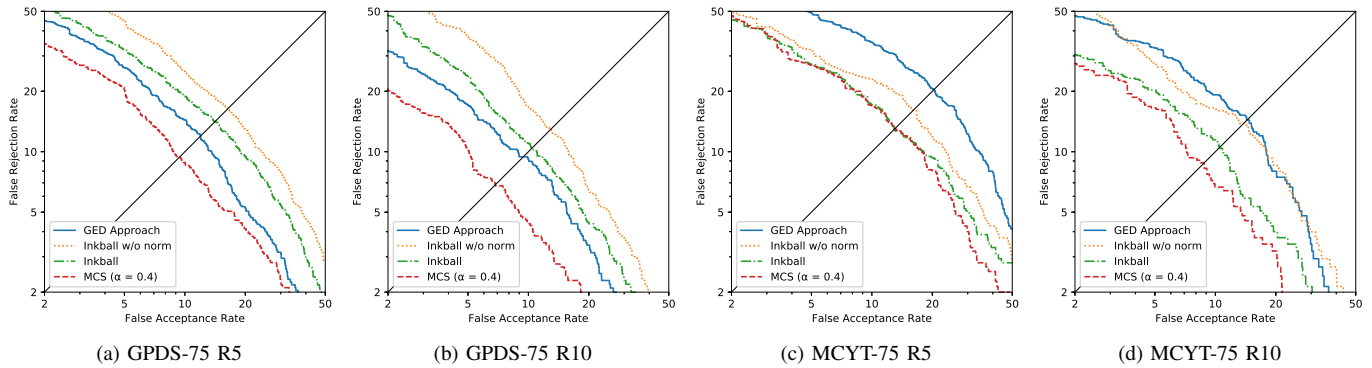 False Rejection Rate
50
20
10
5
2
GED Approach
Inkball w/o norm
Inkball
MCS (α = 0.4)
2 5 10 20 50
False Acceptance Rate
(a) GPDS-75 R5
False Rejection Rate
50
20
10
5
2
GED Approach
Inkball w/o norm
Inkball
MCS (α = 0.4)
2 5 10 20 50
False Acceptance Rate
(b) GPDS-75 R10
False Rejection Rate
50
20
10
5
2
GED Approach
Inkball w/o norm
Inkball
MCS (α = 0.4)
2 5 10 20 50
False Acceptance Rate
(c) MCYT-75 R5
False Rejection Rate
50
20
10
5
2
GED Approach
Inkball w/o norm
Inkball
MCS (α = 0.4)
2 5 10 20 50
False Acceptance Rate
(d) MCYT-75 R10